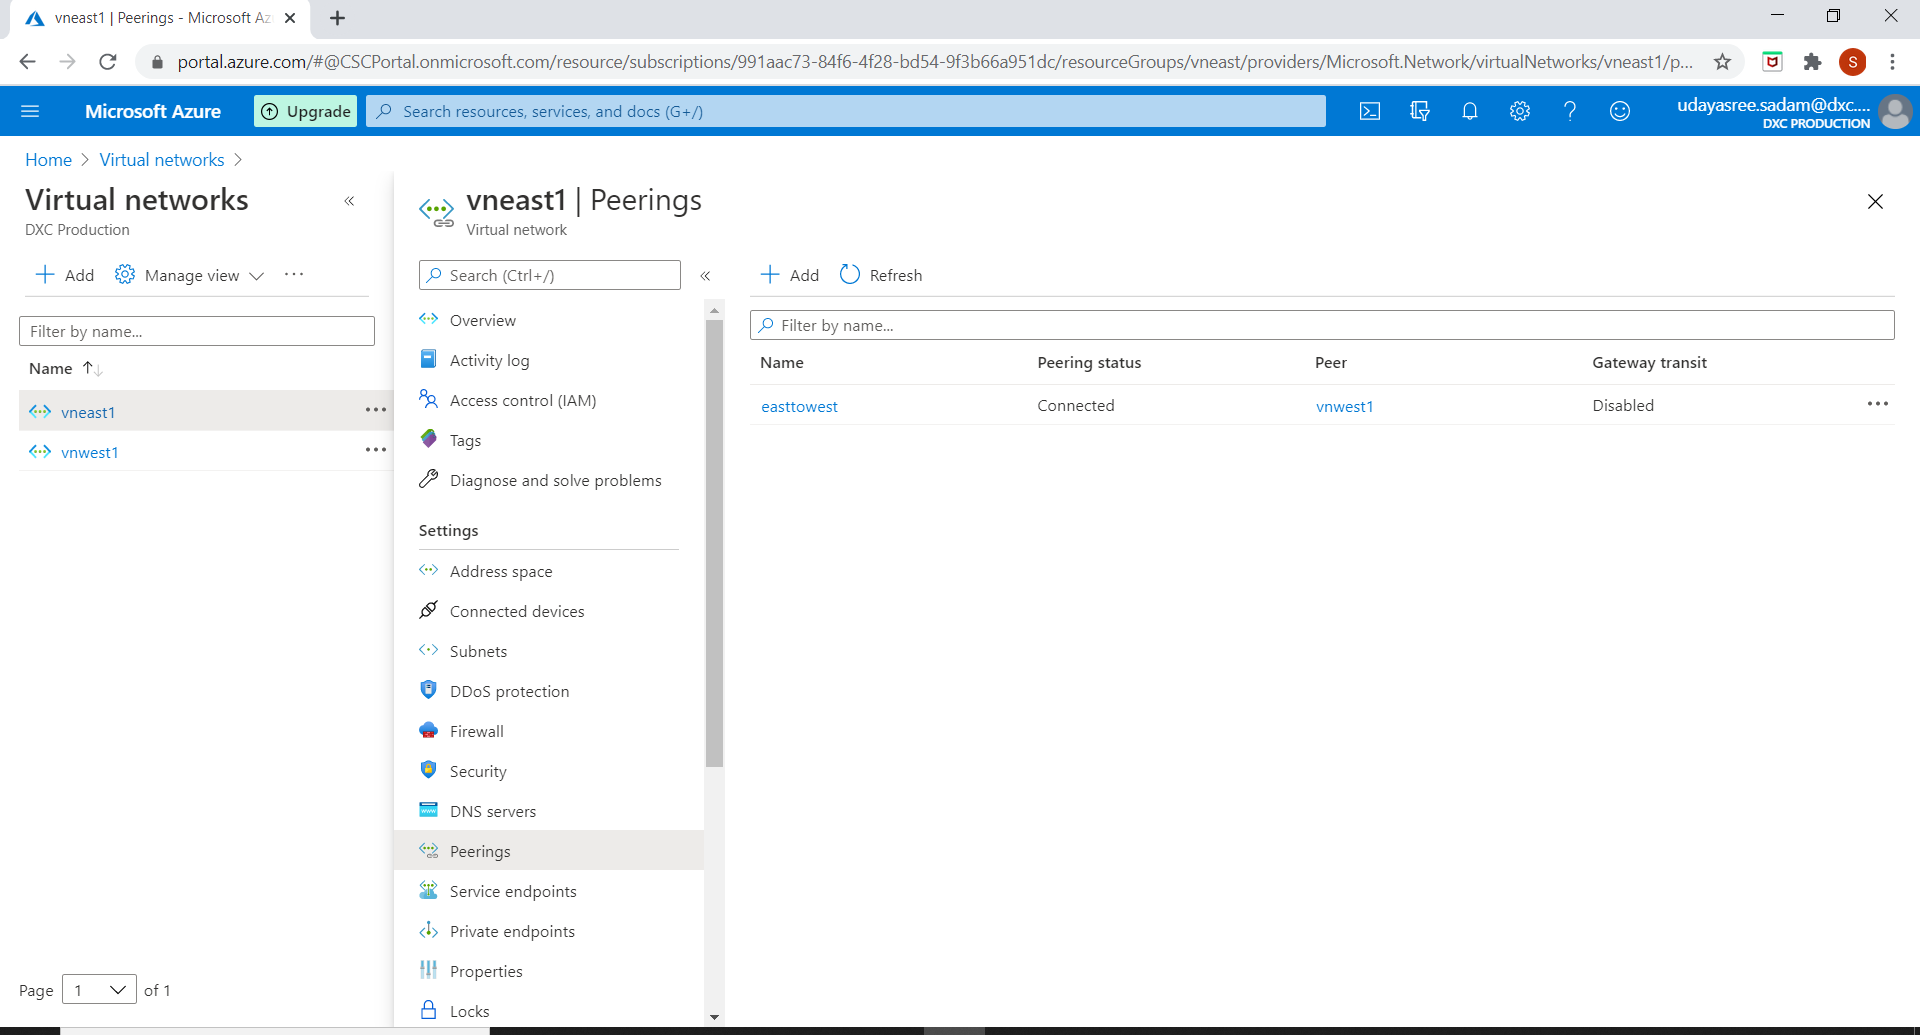 vneast1 | Peerings - Microsoft Az
portal.azure.com/#@CSCPortal.onmicrosoft.com/resource/subscriptions/991aac73-84f6-4f28-bd54-9f3b66a951dc/resourceGroups/vneast/providers/Microsoft.Network/virtualNetworks/vneast1/p...
S
Microsoft Azure
Upgrade
Search resources, services, and docs (G+/)
udayasree.sadam@dxc....
DXC PRODUCTION
Home > Virtual networks >
Virtual networks
DXC Production
Add
Manage view
Filter by name...
Name
vneast1
vnwest1
Page 1 of 1
vneast1 | Peerings
Virtual network
Search (Ctrl+/)
Overview
Activity log
Access control (IAM)
Tags
Diagnose and solve problems
Settings
Address space
Connected devices
Subnets
DDoS protection
Firewall
Security
DNS servers
Peerings
Service endpoints
Private endpoints
Properties
Locks
Add Refresh
Filter by name...
Name Peering status Peer Gateway transit
easttowest Connected vnwest1 Disabled